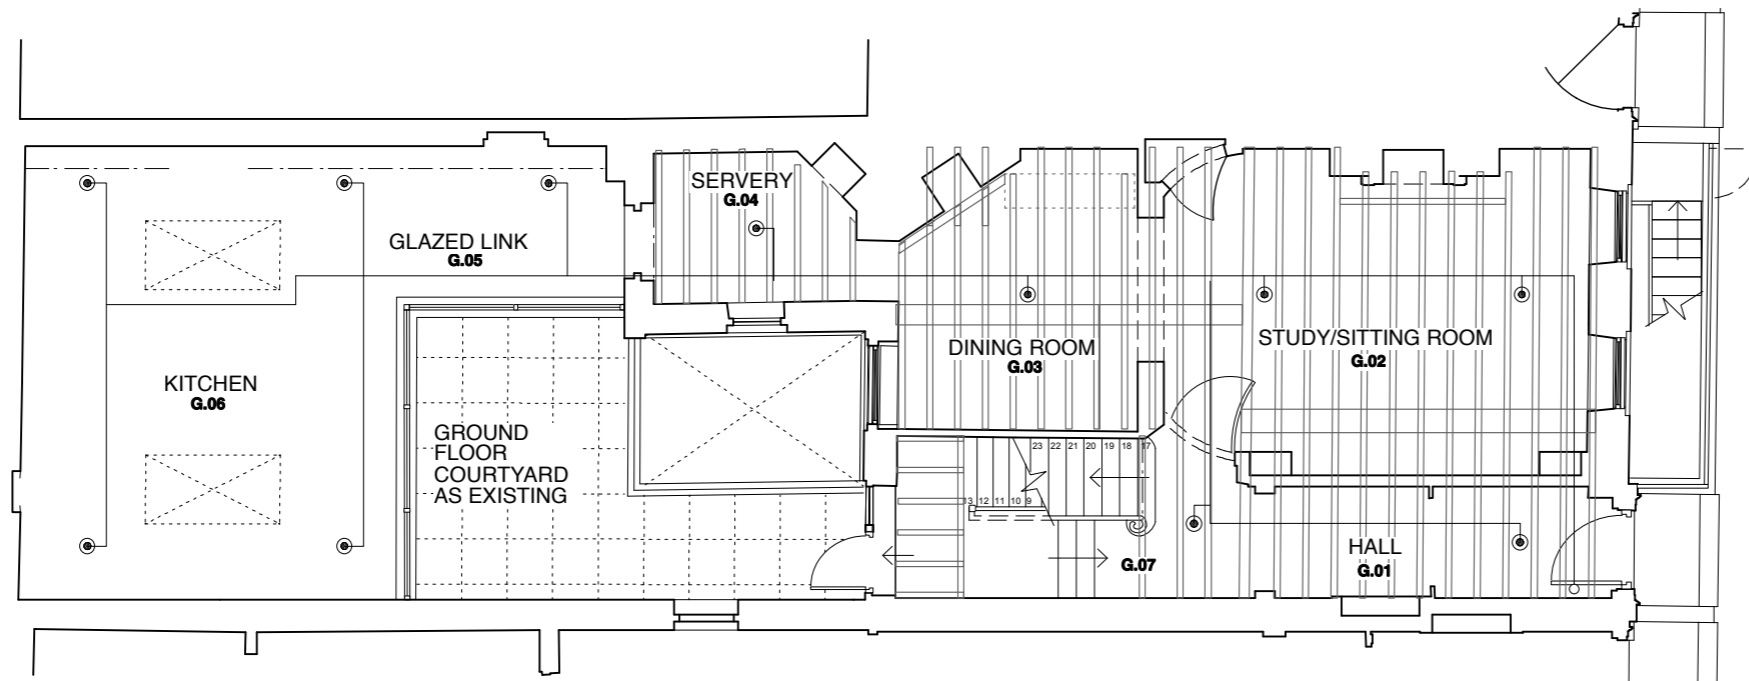 SERVERY
G.04
GLAZED LINK
G.05
DINING ROOM
G.03
STUDY/SITTING ROOM
G.02
KITCHEN
G.06
GROUND
FLOOR
COURTYARD
AS EXISTING
23 22 21 20 19 18 17
13 12 11 10 9
HALL
G.01
G.07